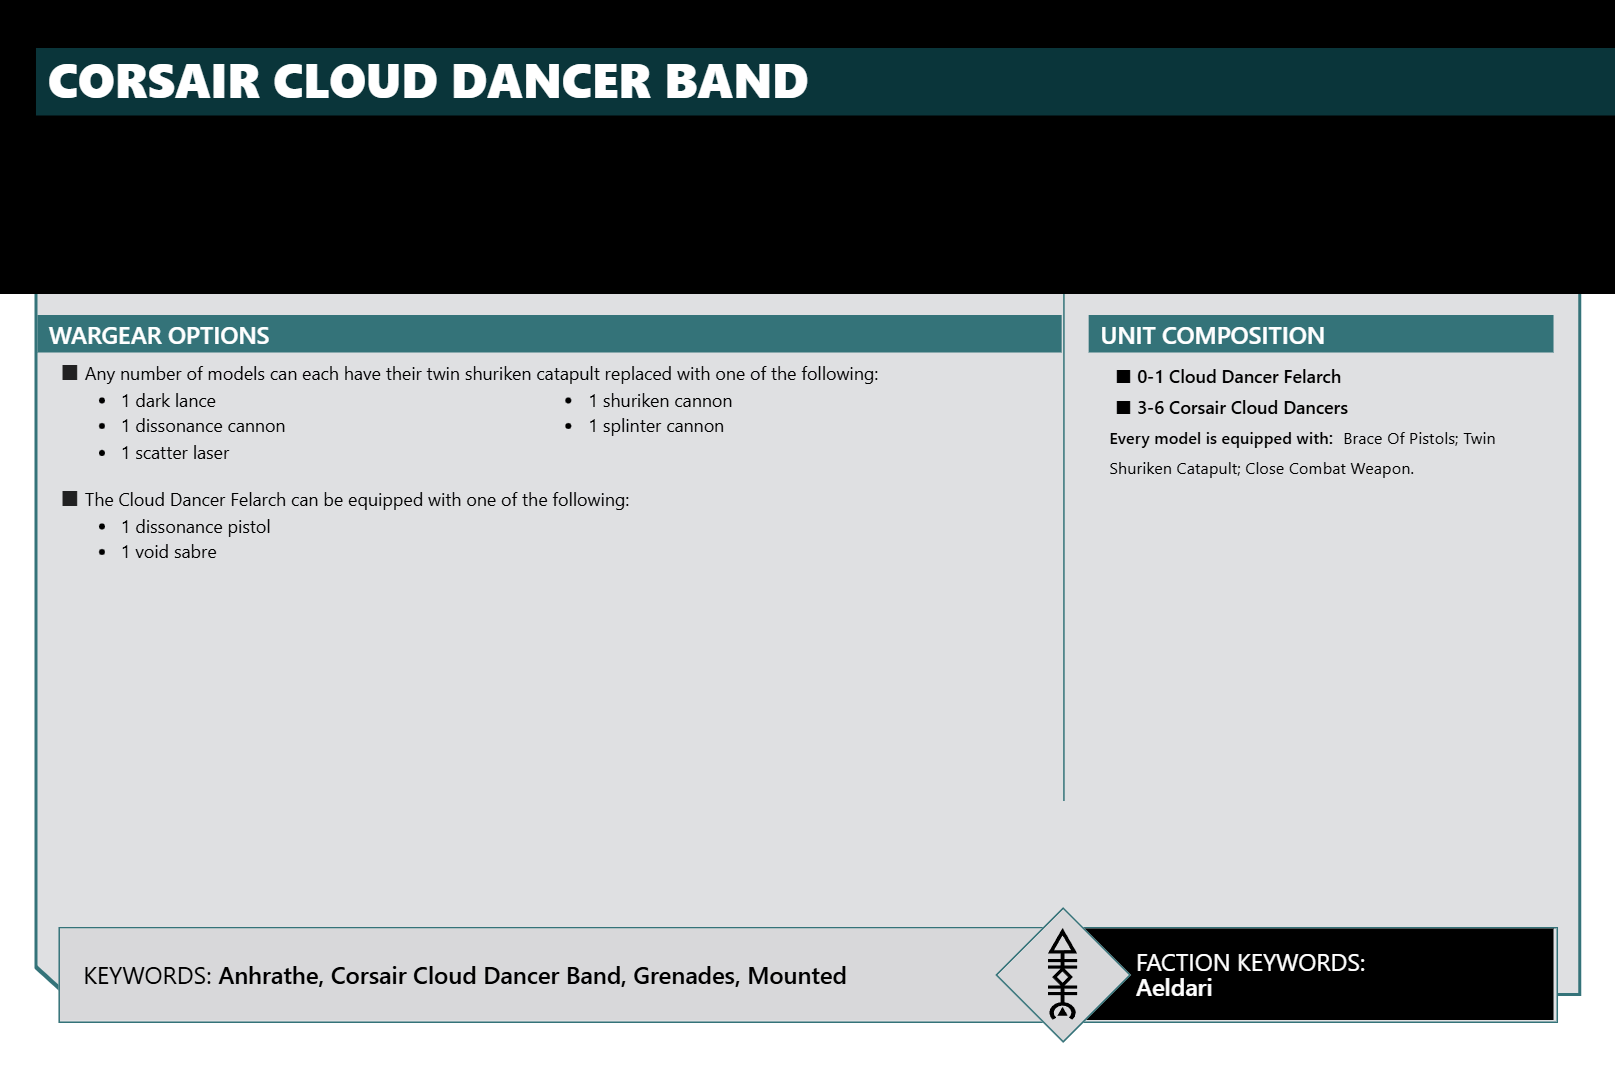 CORSAIR CLOUD DANCER BAND
WARGEAR OPTIONS
Any number of models can each have their twin shuriken catapult replaced with one of the following:
1 dark lance
1 dissonance cannon
1 scatter laser
1 shuriken cannon
1 splinter cannon
The Cloud Dancer Felarch can be equipped with one of the following:
1 dissonance pistol
1 void sabre
UNIT COMPOSITION
0-1 Cloud Dancer Felarch
3-6 Corsair Cloud Dancers
Every model is equipped with: Brace Of Pistols; Twin
Shuriken Catapult; Close Combat Weapon.
KEYWORDS: Anhrathe, Corsair Cloud Dancer Band, Grenades, Mounted
FACTION KEYWORDS:
Aeldari